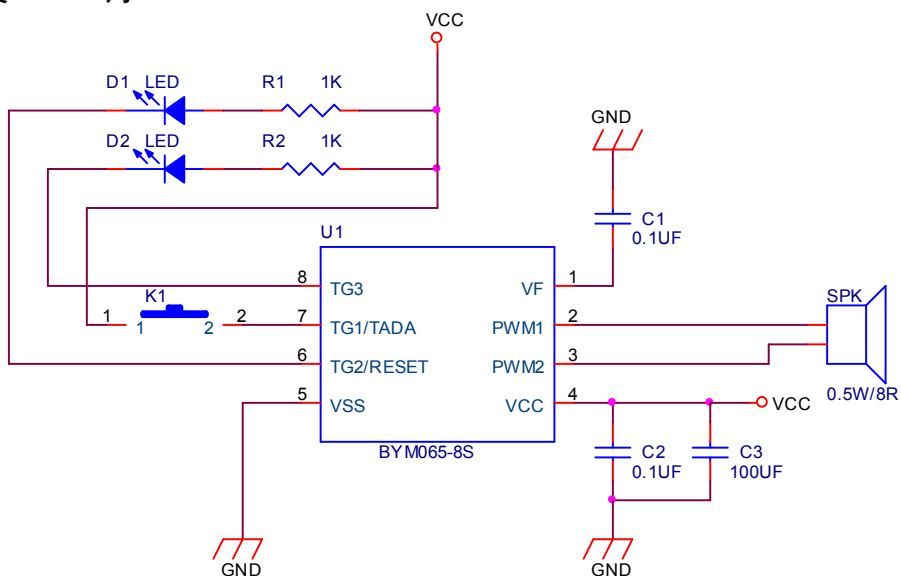 VCC
D1 LED R1 1K
D2 LED R2 1K
GND
C1
0.1UF
U1
8 TG3 VF 1
K1
1 1 2 2 7 TG1/TADA PWM1 2 SPK
6 TG2/RESET PWM2 3
0.5W/8R
5 VSS VCC 4 VCC
BYM065-8S
C2 C3
0.1UF 100UF
GND GND